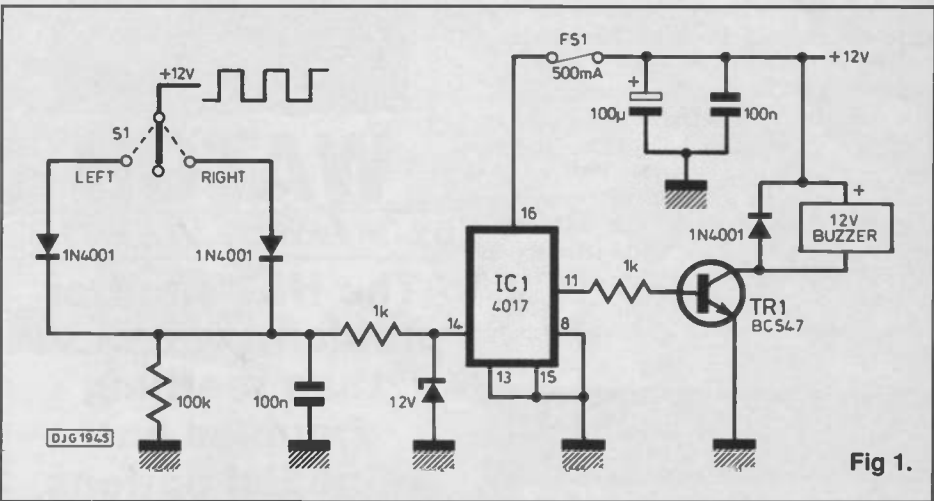 FS1
500mA
+12V
+12V
S1
LEFT
RIGHT
+
100µ
100n
1N4001
1N4001
16
1N4001
+
12V
BUZZER
IC1
4017
11
1k
TR1
BC547
1k
14
8
13
15
100k
100n
12V
DJG1945
Fig 1.